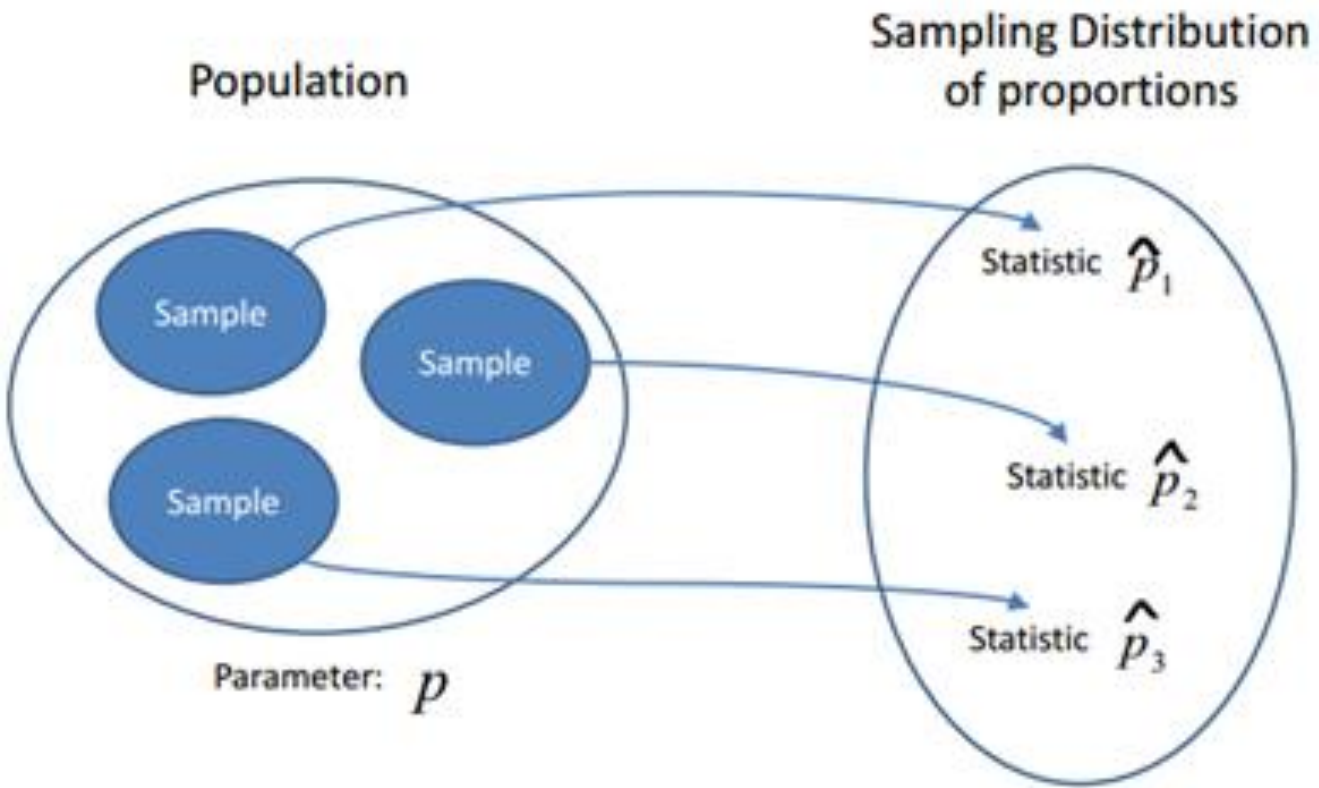 Population
Sampling Distribution
of proportions
Sample
Sample
Sample
Parameter: p
Statistic p̂₁
Statistic p̂₂
Statistic p̂₃